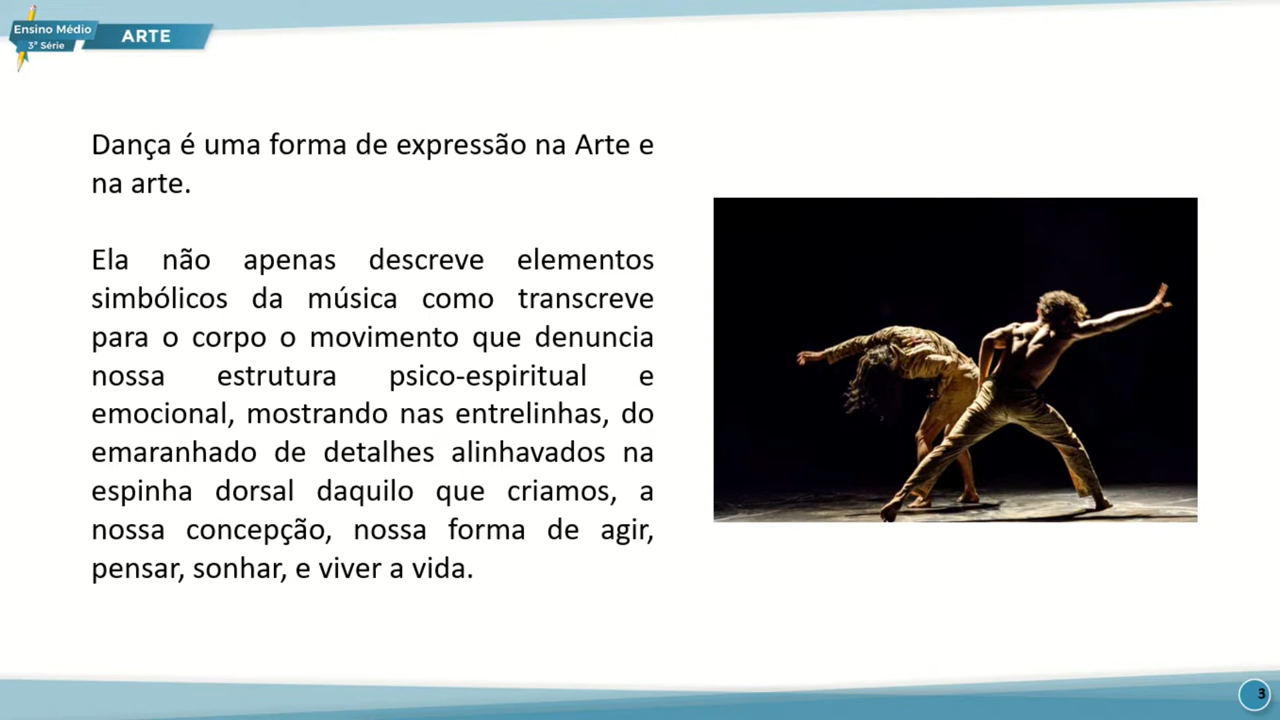 Ensino Médio
3ª Série
ARTE
Dança é uma forma de expressão na Arte e
na arte.
Ela não apenas descreve elementos
simbólicos da música como transcreve
para o corpo o movimento que denuncia
nossa estrutura psico-espiritual e
emocional, mostrando nas entrelinhas, do
emaranhado de detalhes alinhavados na
espinha dorsal daquilo que criamos, a
nossa concepção, nossa forma de agir,
pensar, sonhar, e viver a vida.
3